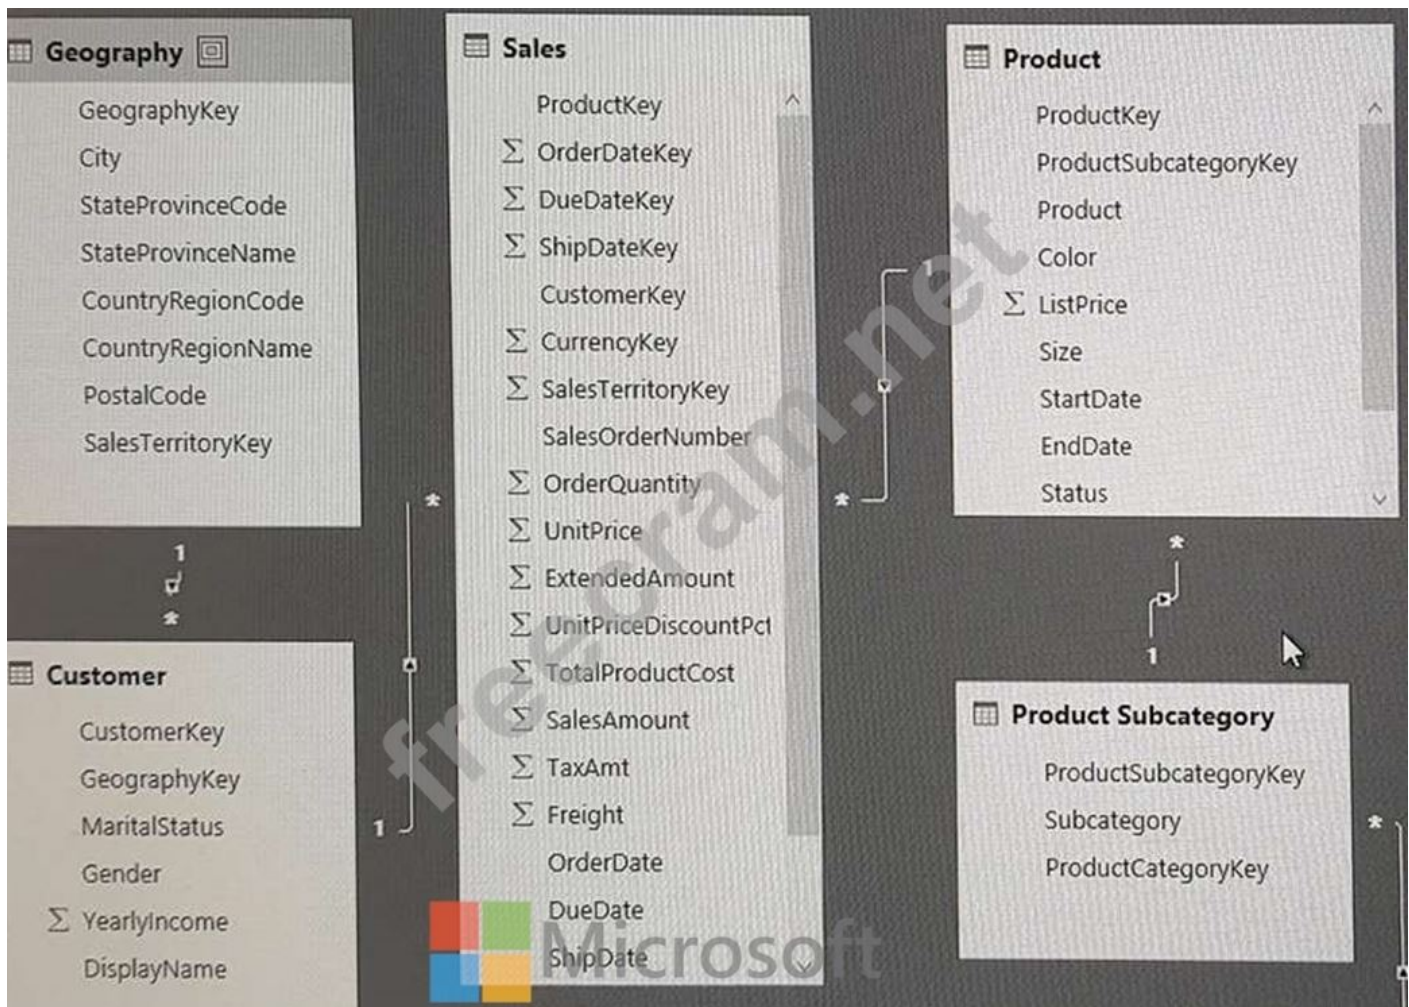 Geography
GeographyKey
City
StateProvinceCode
StateProvinceName
CountryRegionCode
CountryRegionName
PostalCode
SalesTerritoryKey
1
*
Customer
CustomerKey
GeographyKey
MaritalStatus
Gender
Σ YearlyIncome
DisplayName
*
1
Sales
ProductKey
Σ OrderDateKey
Σ DueDateKey
Σ ShipDateKey
CustomerKey
Σ CurrencyKey
Σ SalesTerritoryKey
SalesOrderNumber
Σ OrderQuantity
Σ UnitPrice
Σ ExtendedAmount
Σ UnitPriceDiscountPct
Σ TotalProductCost
Σ SalesAmount
Σ TaxAmt
Σ Freight
OrderDate
DueDate
ShipDate
1
*
Product
ProductKey
ProductSubcategoryKey
Product
Color
Σ ListPrice
Size
StartDate
EndDate
Status
*
1
Product Subcategory
ProductSubcategoryKey
Subcategory
ProductCategoryKey
*
freecram.net
Microsoft